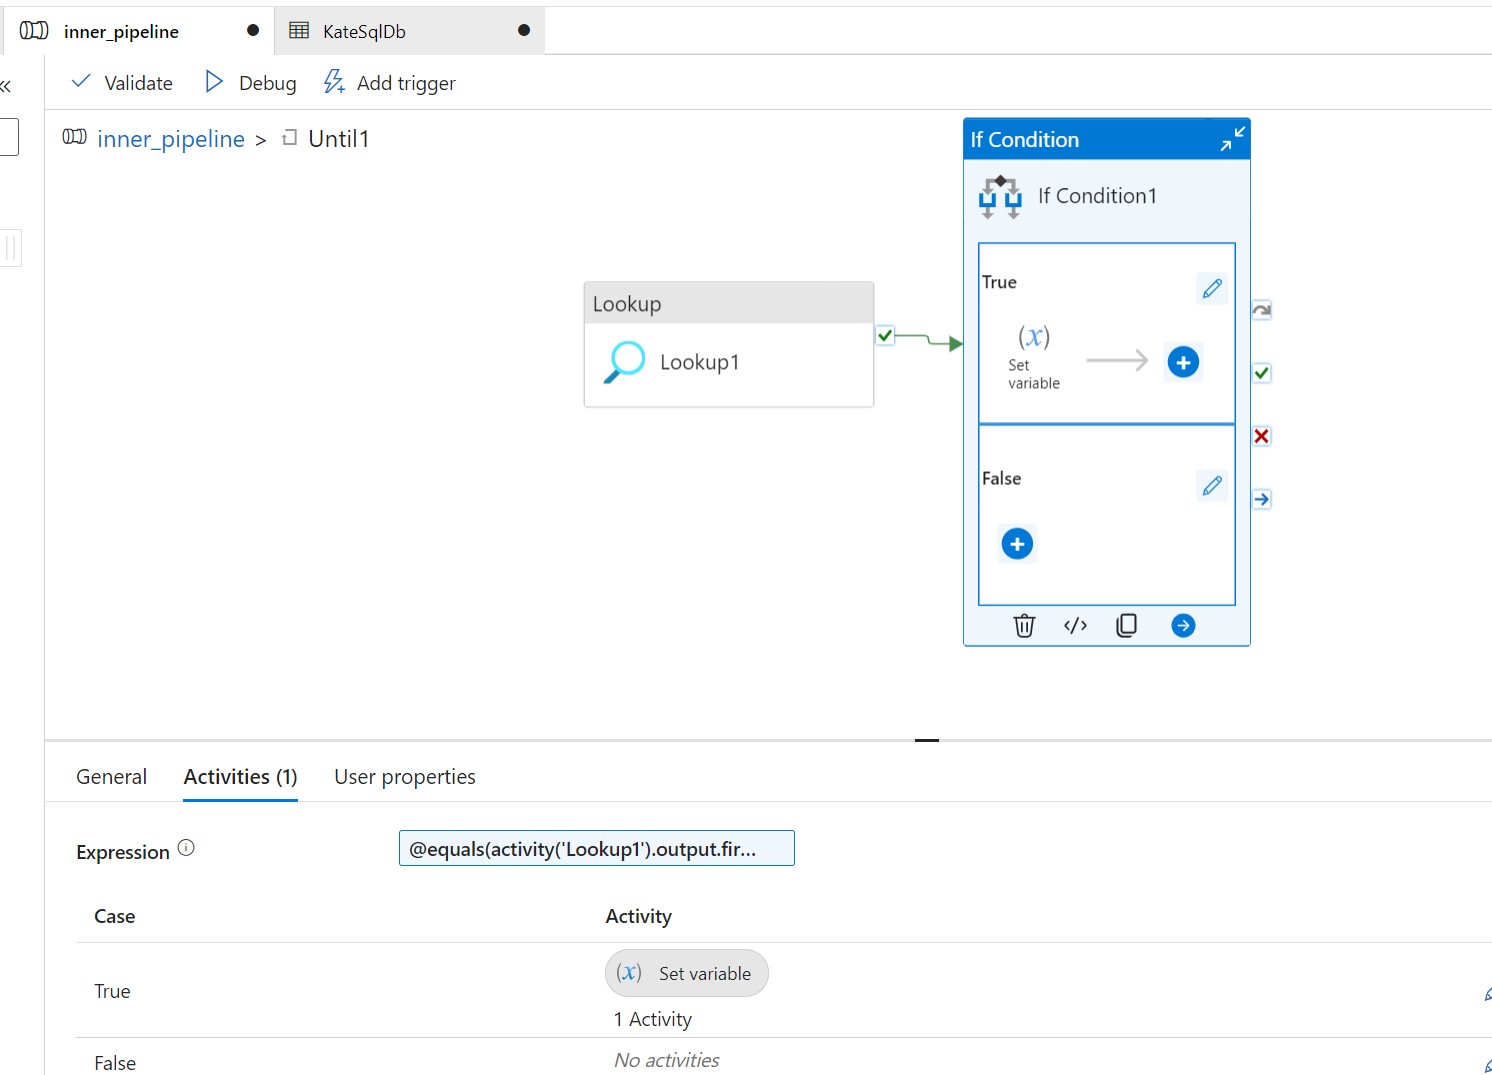 inner_pipeline
KateSqlDb
Validate
Debug
Add trigger
inner_pipeline > Until1
If Condition
If Condition1
Lookup
Lookup1
True
(x)
Set
variable
False
</>
General
Activities (1)
User properties
Expression
@equals(activity('Lookup1').output.fir...
Case
Activity
True
(x) Set variable
1 Activity
False
No activities